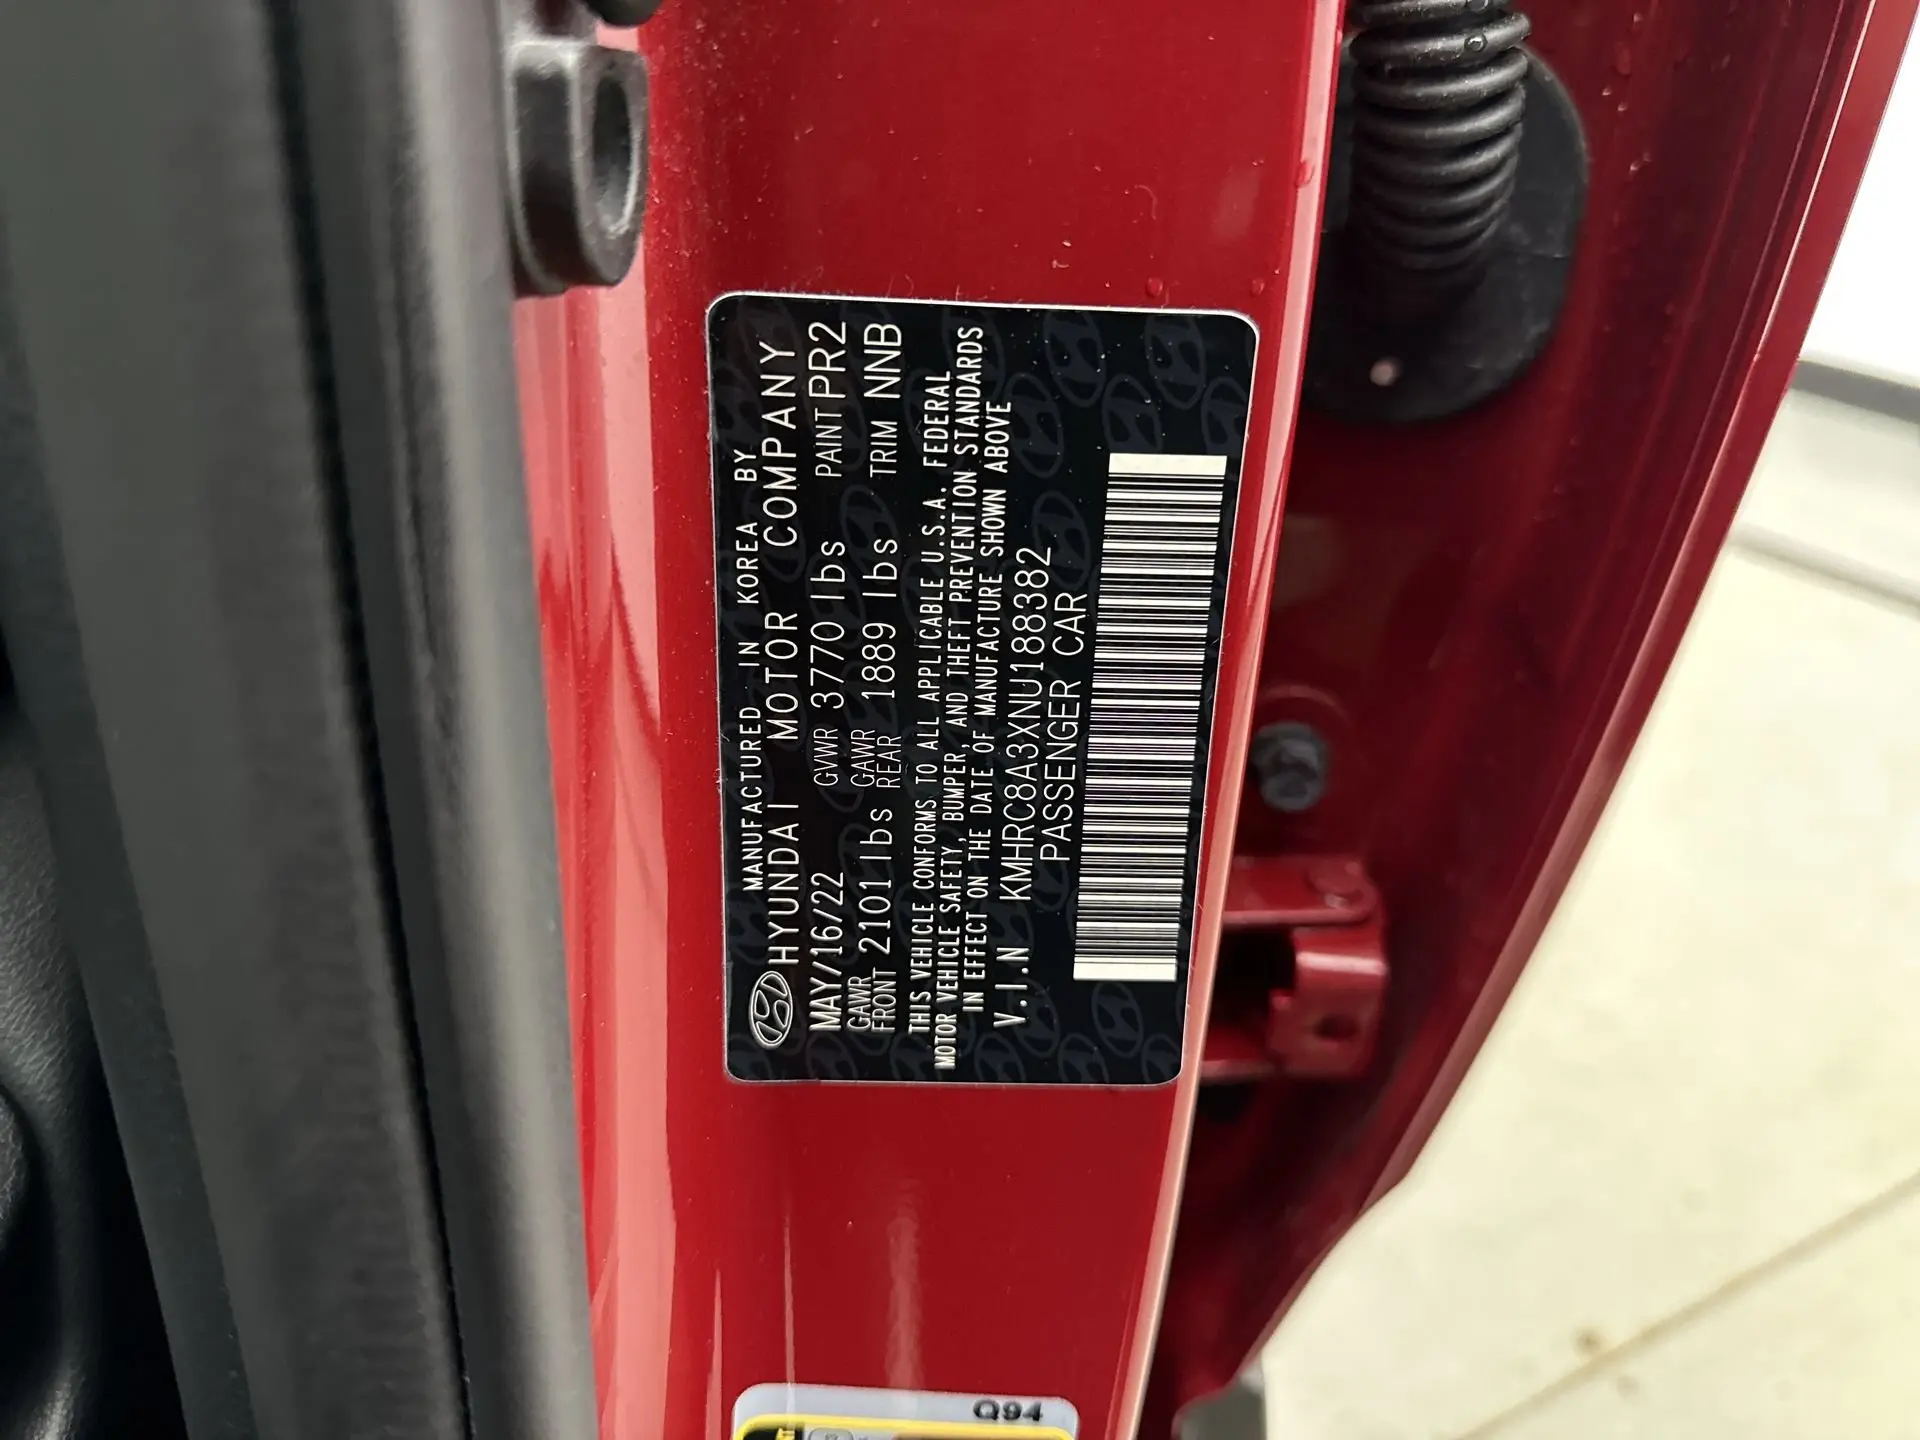 MANUFACTURED IN KOREA BY
HYUNDAI MOTOR COMPANY
MAY/16/22 GVWR 3770 lbs PAINT PR2
GAWR FRONT 2101 lbs GAWR REAR 1889 lbs TRIM NNB
THIS VEHICLE CONFORMS TO ALL APPLICABLE U.S.A. FEDERAL
MOTOR VEHICLE SAFETY, BUMPER, AND THEFT PREVENTION STANDARDS
IN EFFECT ON THE DATE OF MANUFACTURE SHOWN ABOVE
V.I.N KMHRC8A3XNU188382
PASSENGER CAR
Q94